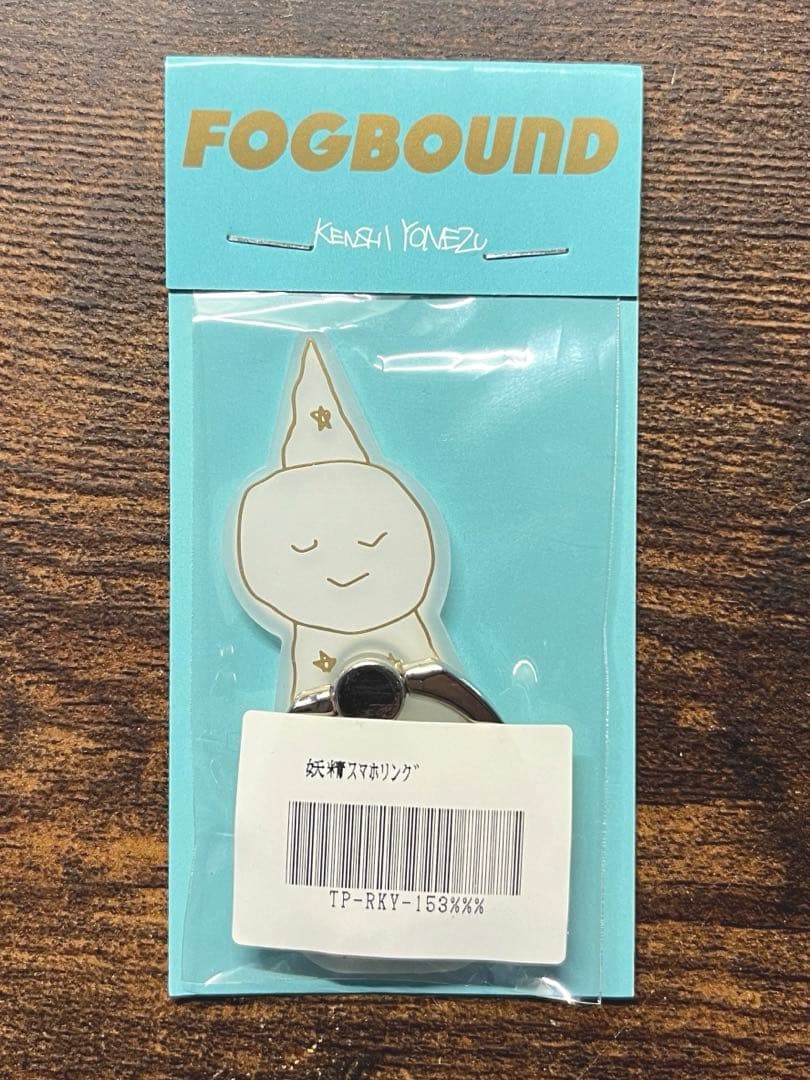 FOGBOUND
KENSHI YONEZU
妖精ｽﾏﾎﾘﾝｸﾞ
TP-RKY-153%%%